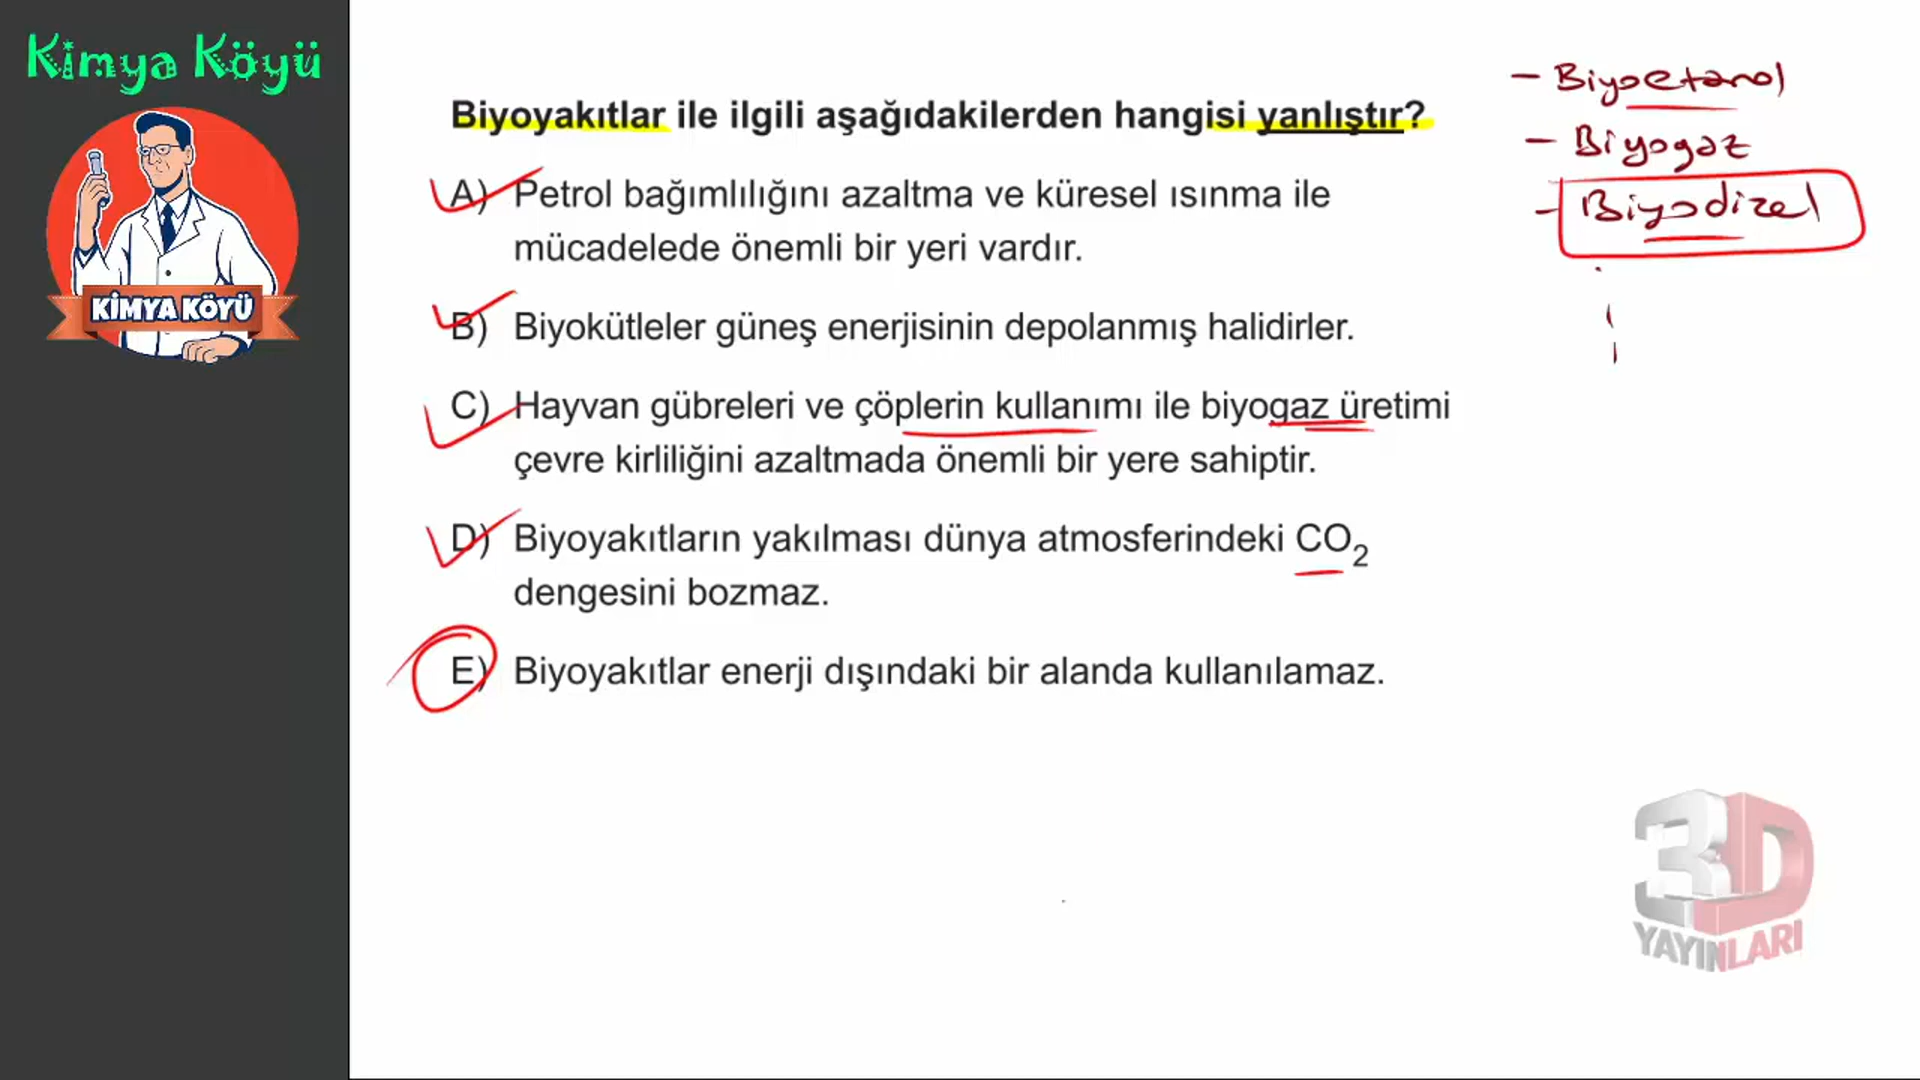 Kimya Köyü
KİMYA KÖYÜ
Biyoyakıtlar ile ilgili aşağıdakilerden hangisi yanlıştır?
A) Petrol bağımlılığını azaltma ve küresel ısınma ile
mücadelede önemli bir yeri vardır.
B) Biyokütleler güneş enerjisinin depolanmış halidirler.
C) Hayvan gübreleri ve çöplerin kullanımı ile biyogaz üretimi
çevre kirliliğini azaltmada önemli bir yere sahiptir.
D) Biyoyakıtların yakılması dünya atmosferindeki CO₂
dengesini bozmaz.
E) Biyoyakıtlar enerji dışındaki bir alanda kullanılamaz.
- Biyoetanol
- Biyogaz
- Biyodizel
3D
YAYINLARI